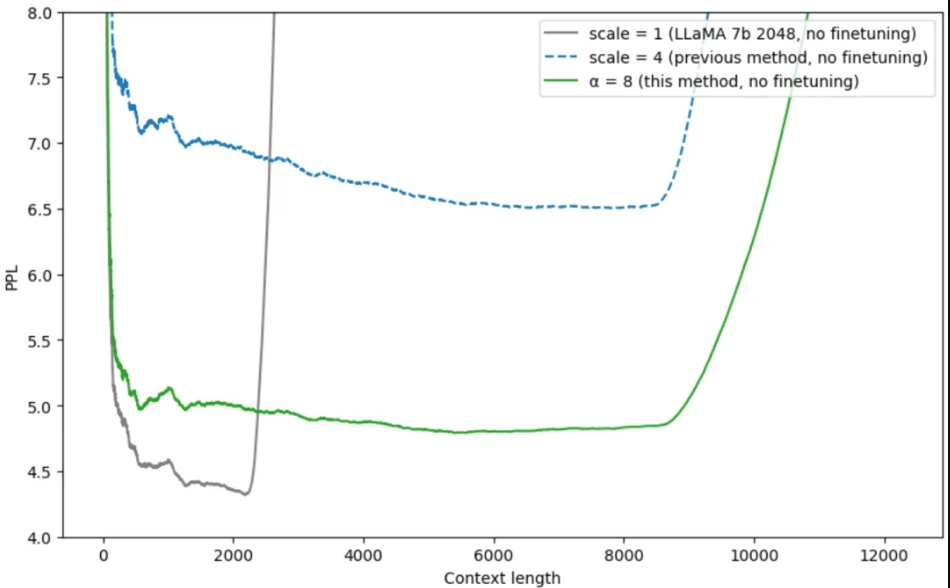 scale = 1 (LLaMA 7b 2048, no finetuning)
scale = 4 (previous method, no finetuning)
α = 8 (this method, no finetuning)
8.0
7.5
7.0
6.5
6.0
5.5
5.0
4.5
4.0
PPL
0 2000 4000 6000 8000 10000 12000
Context length